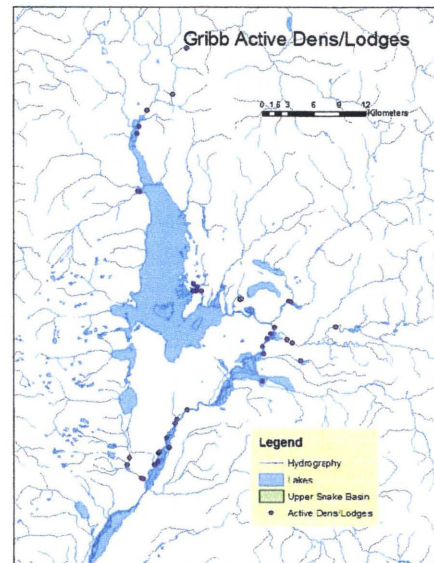 Gribb Active Dens/Lodges
0 1.5 3 6 9 12
Kilometers
Legend
Hydrography
Lakes
Upper Snake Basin
Active Dens/Lodges